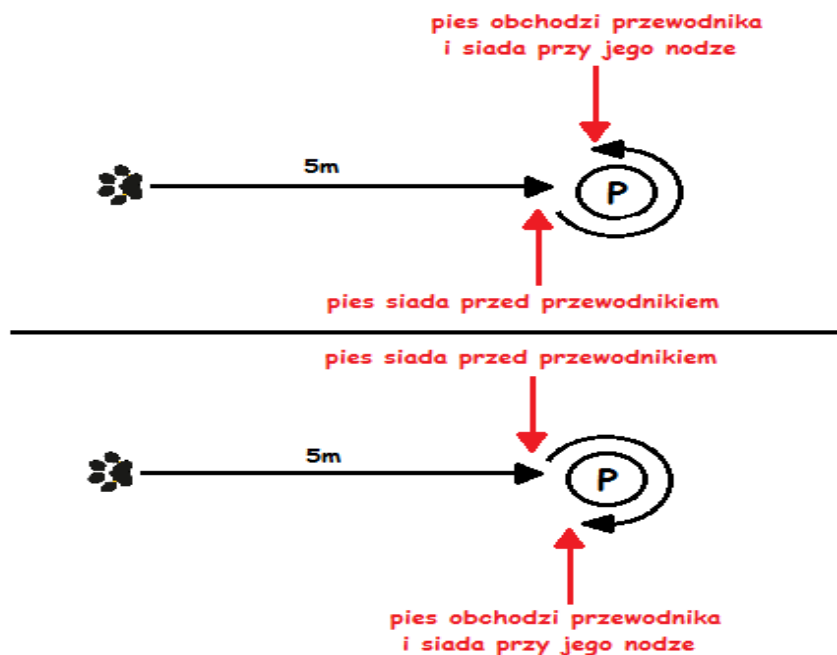 pies obchodzi przewodnika
i siada przy jego nodze
5m
P
pies siada przed przewodnikiem
pies siada przed przewodnikiem
5m
P
pies obchodzi przewodnika
i siada przy jego nodze